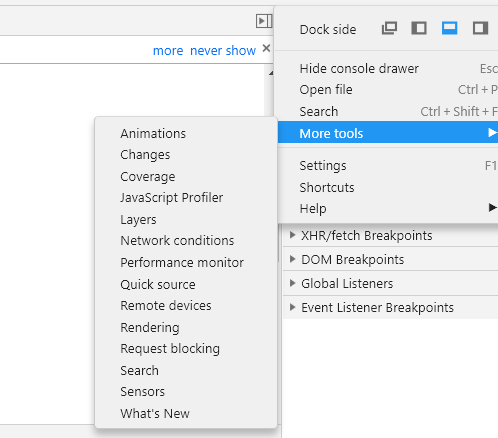 Dock side
more never show ×
Hide console drawer Esc
Open file Ctrl + P
Search Ctrl + Shift + F
More tools
Settings F1
Shortcuts
Help
Animations
Changes
Coverage
JavaScript Profiler
Layers
Network conditions
Performance monitor
Quick source
Remote devices
Rendering
Request blocking
Search
Sensors
What's New
XHR/fetch Breakpoints
DOM Breakpoints
Global Listeners
Event Listener Breakpoints